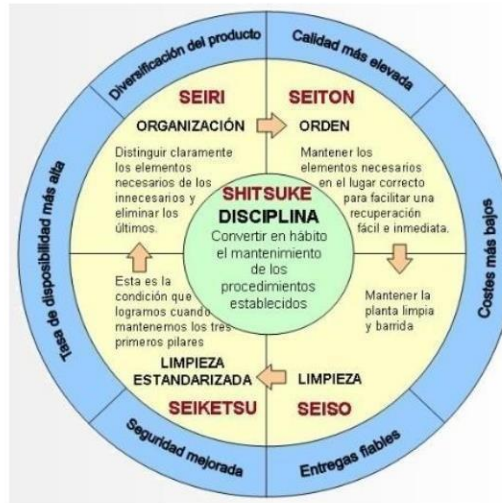 Diversificación del producto
Calidad más elevada
Costes más bajos
Entregas fiables
Seguridad mejorada
Tasa de disposibilidad más alta
SEIRI
ORGANIZACIÓN
Distinguir claramente
los elementos
necesarios de los
innecesarios y
eliminar los
últimos.
SEITON
ORDEN
Mantener los
elementos necesarios
en el lugar correcto
para facilitar una
recuperación
fácil e inmediata.
SHITSUKE
DISCIPLINA
Convertir en hábito
el mantenimiento
de los
procedimientos
establecidos
Mantener la
planta limpia
y barrida
LIMPIEZA
SEISO
Esta es la
condición que
logramos cuando
mantenemos los tres
primeros pilares
LIMPIEZA
ESTANDARIZADA
SEIKETSU